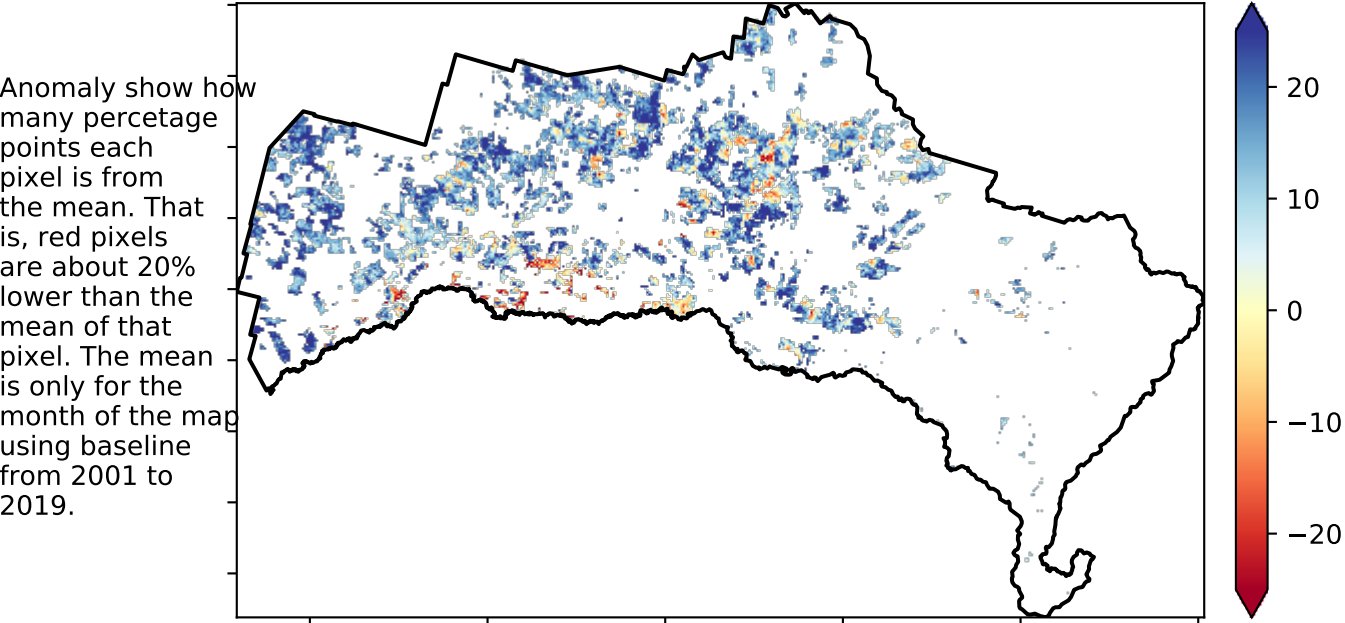 Anomaly show how
many percetage
points each
pixel is from
the mean. That
is, red pixels
are about 20%
lower than the
mean of that
pixel. The mean
is only for the
month of the map
using baseline
from 2001 to
2019.
20
10
0
−10
−20